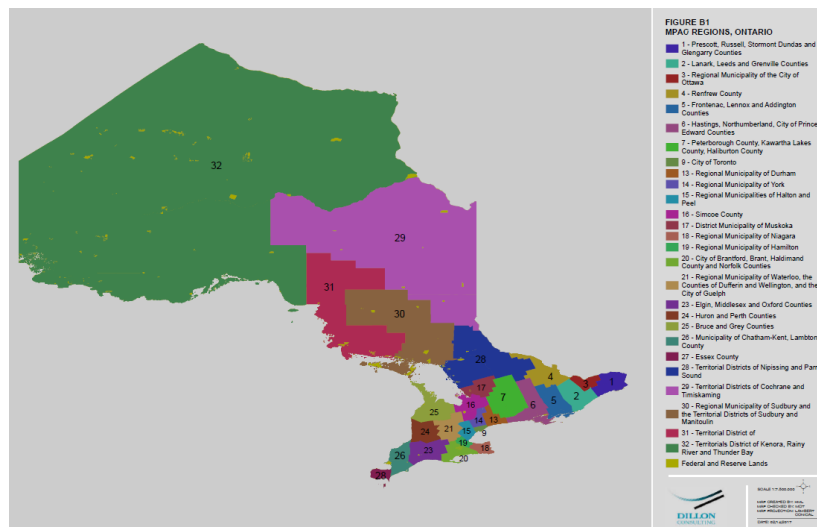 FIGURE B1
MPAC REGIONS, ONTARIO
1 - Prescott, Russell, Stormont Dundas and
Glengarry Counties
2 - Lanark, Leeds and Grenville Counties
3 - Regional Municipality of the City of
Ottawa
4 - Renfrew County
5 - Frontenac, Lennox and Addington
Counties
6 - Hastings, Northumberland, City of Prince
Edward Counties
7 - Peterborough County, Kawartha Lakes
County, Haliburton County
9 - City of Toronto
13 - Regional Municipality of Durham
14 - Regional Municipality of York
15 - Regional Municipalities of Halton and
Peel
16 - Simcoe County
17 - District Municipality of Muskoka
18 - Regional Municipality of Niagara
19 - Regional Municipality of Hamilton
20 - City of Brantford, Brant, Haldimand
County and Norfolk Counties
21 - Regional Municipality of Waterloo, the
Counties of Dufferin and Wellington, and the
City of Guelph
23 - Elgin, Middlesex and Oxford Counties
24 - Huron and Perth Counties
25 - Bruce and Grey Counties
26 - Municipality of Chatham-Kent, Lambton
County
27 - Essex County
28 - Territorial Districts of Nipissing and Parry
Sound
29 - Territorial Districts of Cochrane and
Timiskaming
30 - Regional Municipality of Sudbury and
the Territorial Districts of Sudbury and
Manitoulin
31 - Territorial District of
32 - Territorials District of Kenora, Rainy
River and Thunder Bay
Federal and Reserve Lands
32
29
31
30
28
4
3
1
17
7
6
5
2
16
25
14
13
24
21
15
9
19
18
23
20
26
28
DILLON
CONSULTING